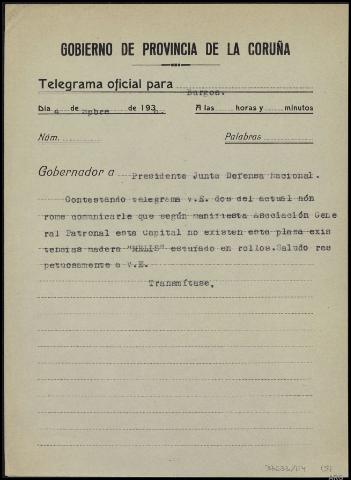 GOBIERNO DE PROVINCIA DE LA CORUÑA
Telegrama oficial para Burgos.
Día de Spbre de 193 . A las horas y minutos
Núm. Palabras
Gobernador a Presidente Junta Defensa Nacional.
Contestando telegrama V.E. dos del actual hón
rome comunicarle que según manifiesta Asociación Gene
ral Patronal esta Capital no existen esta plaza exis
tencias madera "MELIS" estufado en rollos.Saludo res
petuosamente a V.E.
Transmítase,
(5)